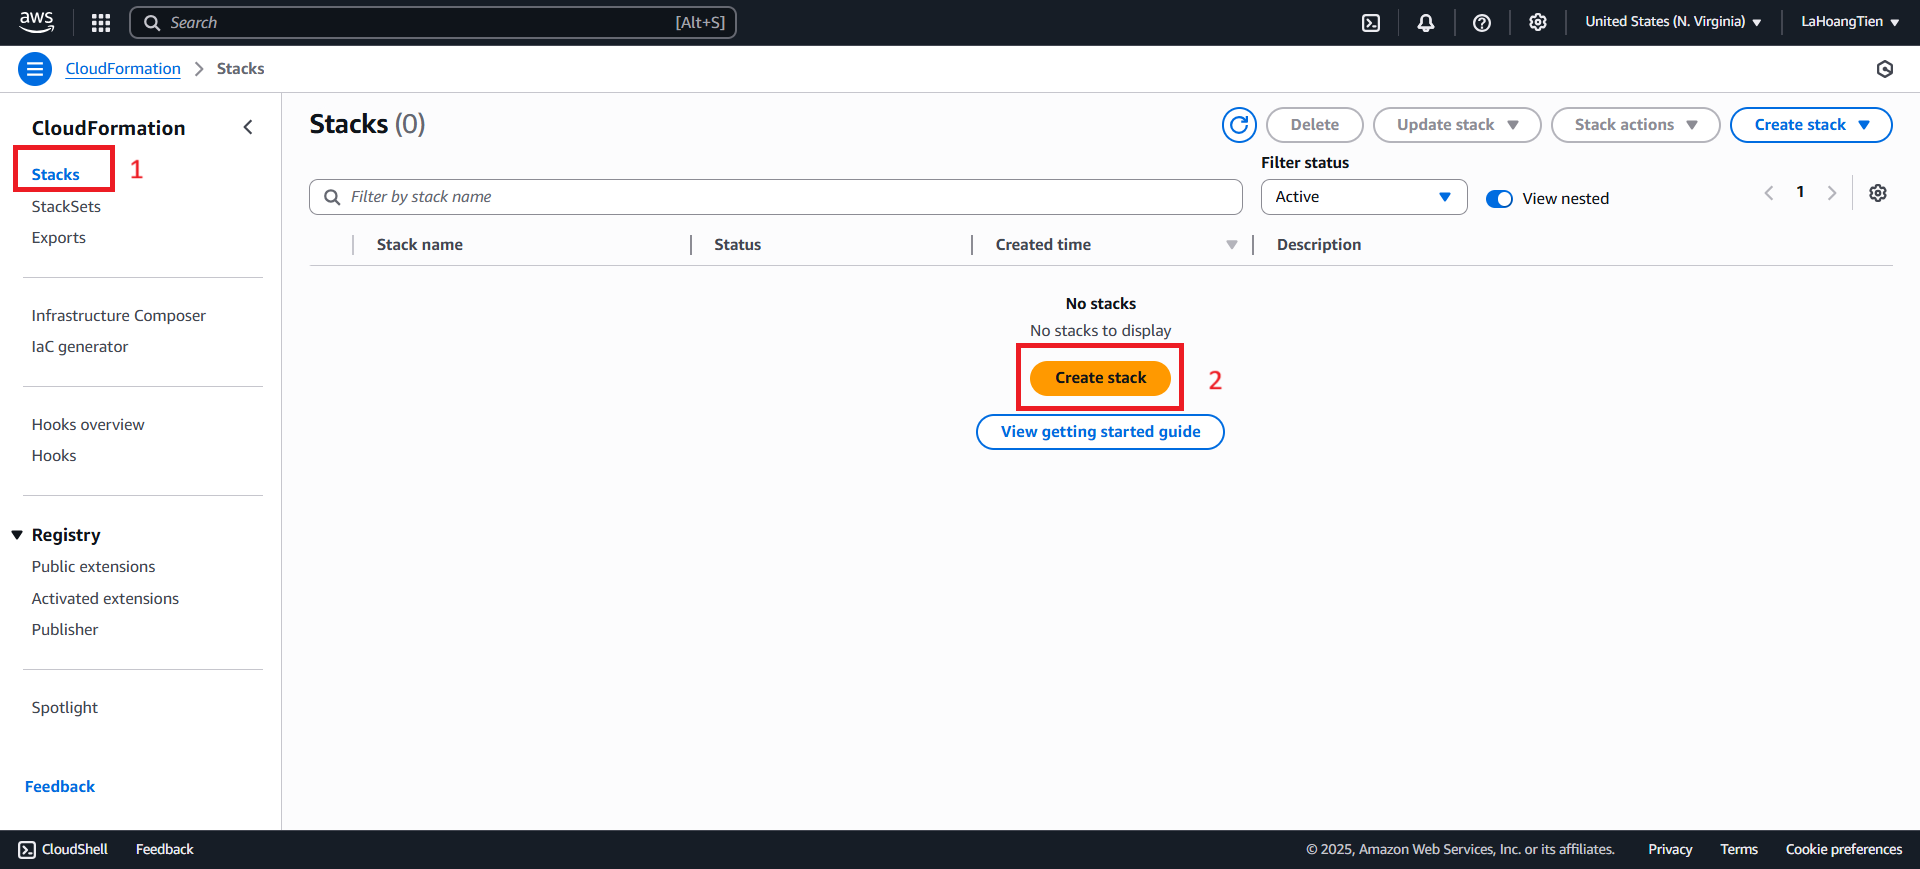 aws
Search [Alt+S]
United States (N. Virginia)
LaHoangTien
CloudFormation
Stacks
CloudFormation
Stacks
1
StackSets
Exports
Infrastructure Composer
IaC generator
Hooks overview
Hooks
Registry
Public extensions
Activated extensions
Publisher
Spotlight
Feedback
Stacks (0)
Delete
Update stack
Stack actions
Create stack
Filter status
Filter by stack name
Active
View nested
1
Stack name
Status
Created time
Description
No stacks
No stacks to display
Create stack
2
View getting started guide
CloudShell
Feedback
© 2025, Amazon Web Services, Inc. or its affiliates.
Privacy
Terms
Cookie preferences